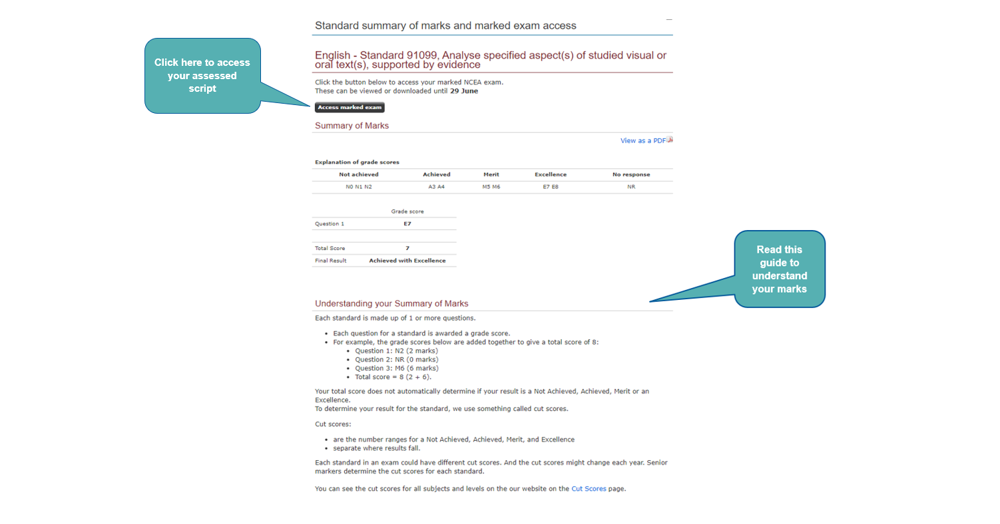 Standard summary of marks and marked exam access
Click here to access
your assessed
script
English - Standard 91099, Analyse specified aspect(s) of studied visual or
oral text(s), supported by evidence
Click the button below to access your marked NCEA exam.
These can be viewed or downloaded until 29 June
Access marked exam
Summary of Marks
View as a PDF
Explanation of grade scores
Not achieved Achieved Merit Excellence No response
N0 N1 N2 A3 A4 M5 M6 E7 E8 NR
Grade score
Question 1 E7
Total Score 7
Final Result Achieved with Excellence
Read this
guide to
understand
your marks
Understanding your Summary of Marks
Each standard is made up of 1 or more questions.
• Each question for a standard is awarded a grade score.
• For example, the grade scores below are added together to give a total score of 8:
• Question 1: N2 (2 marks)
• Question 2: NR (0 marks)
• Question 3: M6 (6 marks)
• Total score = 8 (2 + 6).
Your total score does not automatically determine if your result is a Not Achieved, Achieved, Merit or an
Excellence.
To determine your result for the standard, we use something called cut scores.
Cut scores:
• are the number ranges for a Not Achieved, Achieved, Merit, and Excellence
• separate where results fall.
Each standard in an exam could have different cut scores. And the cut scores might change each year. Senior
markers determine the cut scores for each standard.
You can see the cut scores for all subjects and levels on the our website on the Cut Scores page.